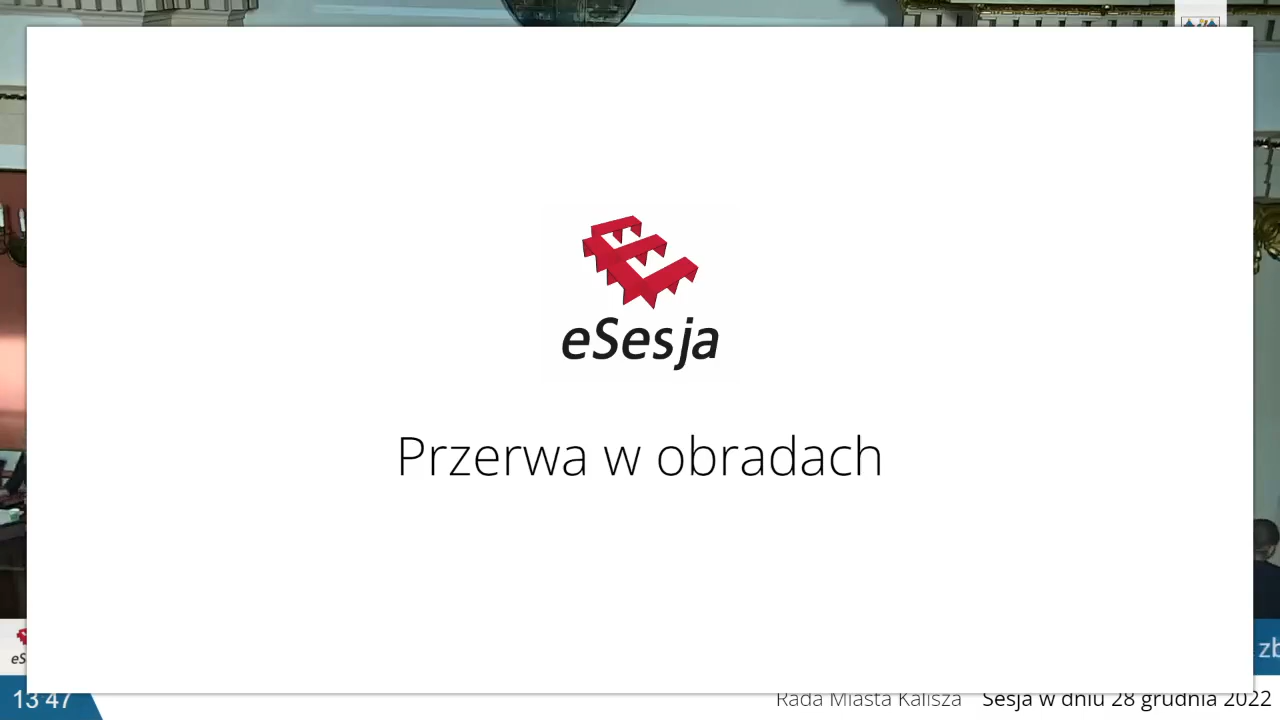 eSesja
Przerwa w obradach
13 47
Rada Miasta Kalisza Sesja w dniu 28 grudnia 2022